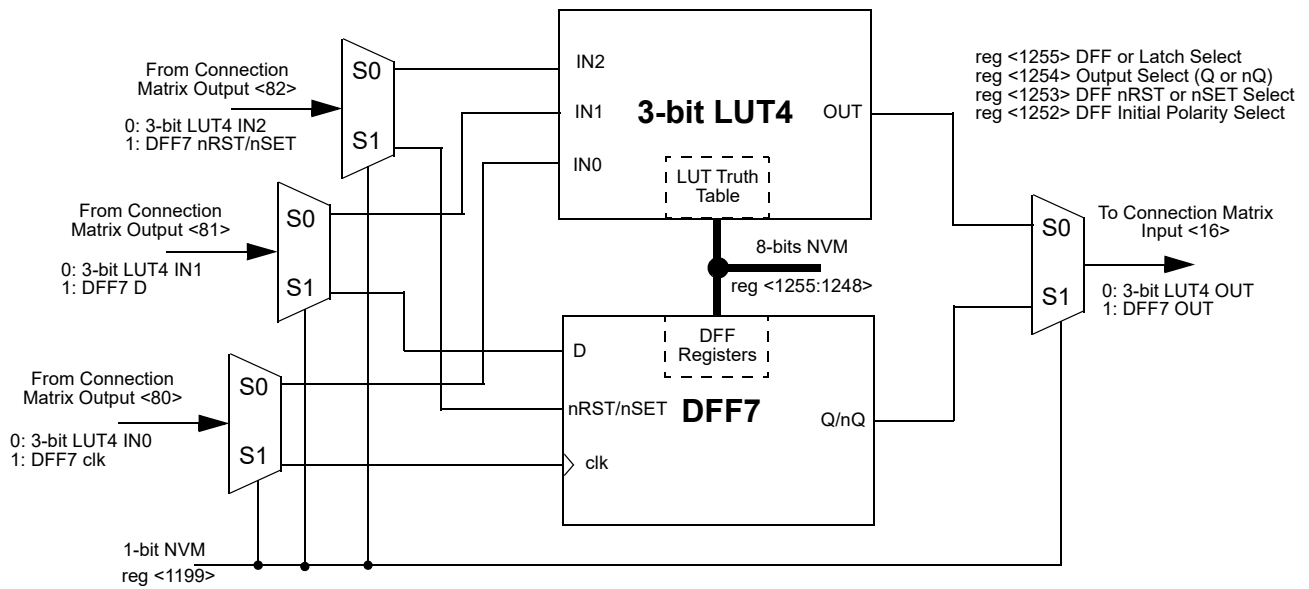 From Connection
Matrix Output <82>
0: 3-bit LUT4 IN2
1: DFF7 nRST/nSET
S0
S1
From Connection
Matrix Output <81>
0: 3-bit LUT4 IN1
1: DFF7 D
S0
S1
From Connection
Matrix Output <80>
0: 3-bit LUT4 IN0
1: DFF7 clk
S0
S1
1-bit NVM
reg <1199>
IN2
IN1
IN0
3-bit LUT4
OUT
LUT Truth
Table
8-bits NVM
reg <1255:1248>
DFF
Registers
D
nRST/nSET
clk
DFF7
Q/nQ
reg <1255> DFF or Latch Select
reg <1254> Output Select (Q or nQ)
reg <1253> DFF nRST or nSET Select
reg <1252> DFF Initial Polarity Select
S0
S1
To Connection Matrix
Input <16>
0: 3-bit LUT4 OUT
1: DFF7 OUT